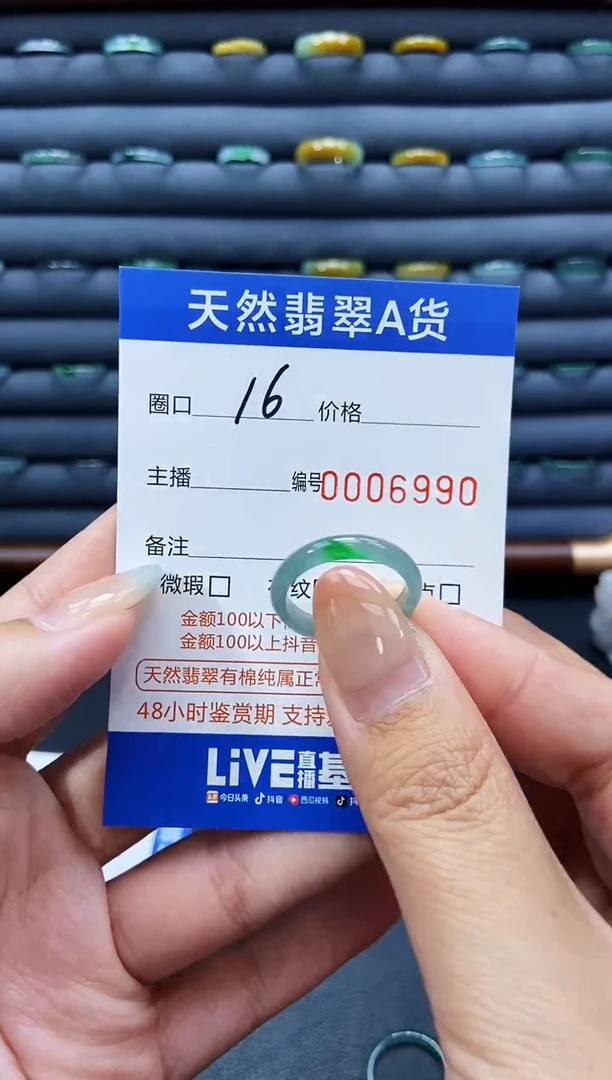 天然翡翠A货
圈口 16 价格
主播 编号0006990
备注
微瑕 纹
金额100以下
金额100以上抖音
天然翡翠有棉纯属正常
48小时鉴赏期 支持
LiVE直播基
今日头条 抖音 西瓜视频 抖